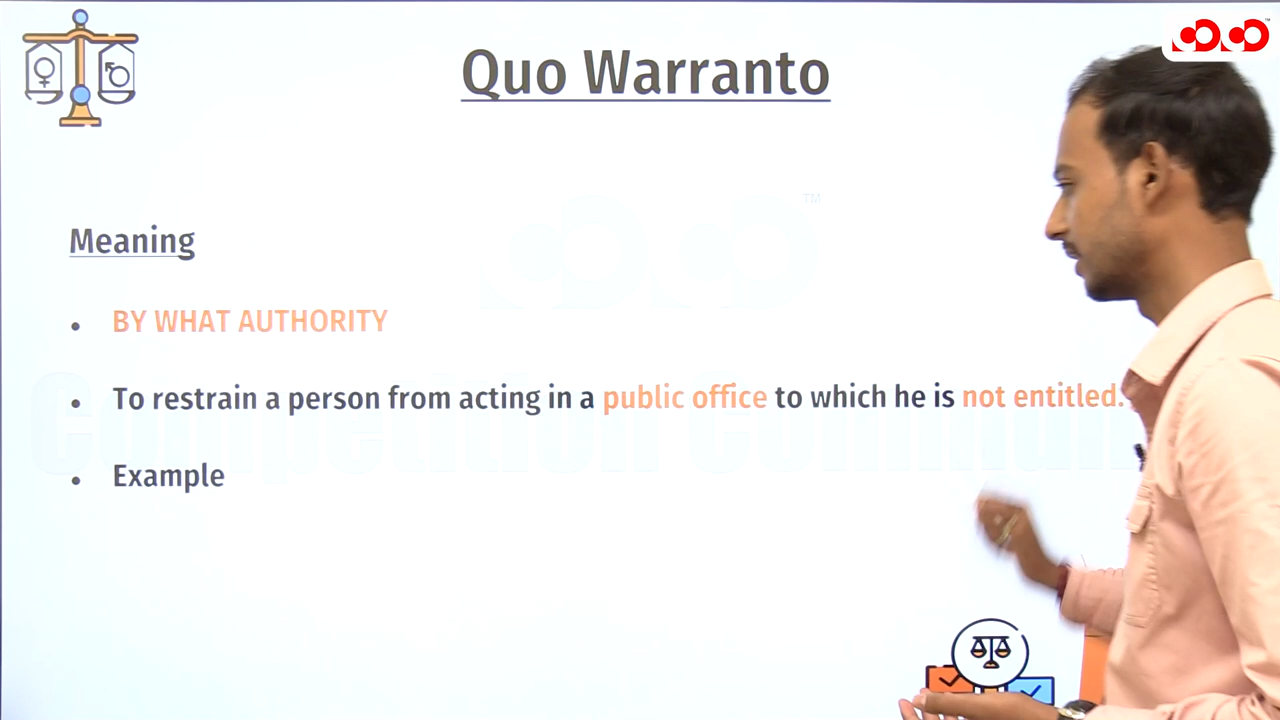 Quo Warranto
TM
Meaning
• BY WHAT AUTHORITY
• To restrain a person from acting in a public office to which he is not entitled.
• Example